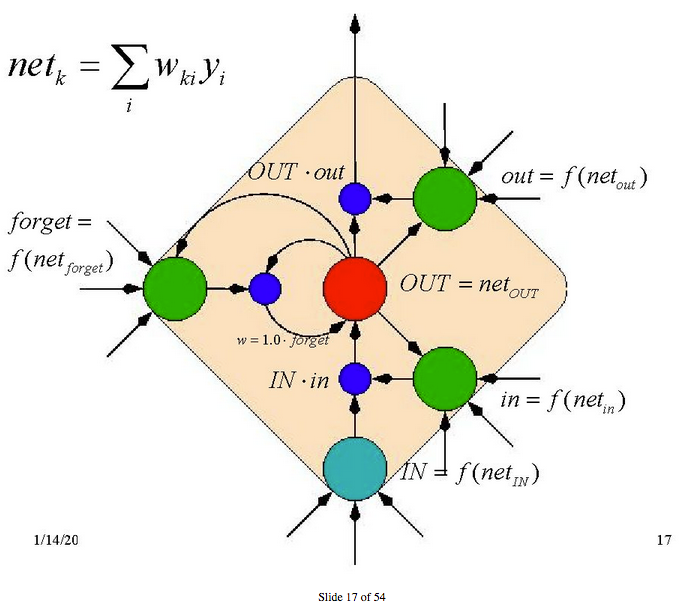 net_k = ∑_i w_ki y_i
OUT · out
out = f(net_out)
forget =
f(net_forget)
OUT = net_OUT
w = 1.0 · forget
IN · in
in = f(net_in)
IN = f(net_IN)
1/14/20
17
Slide 17 of 54